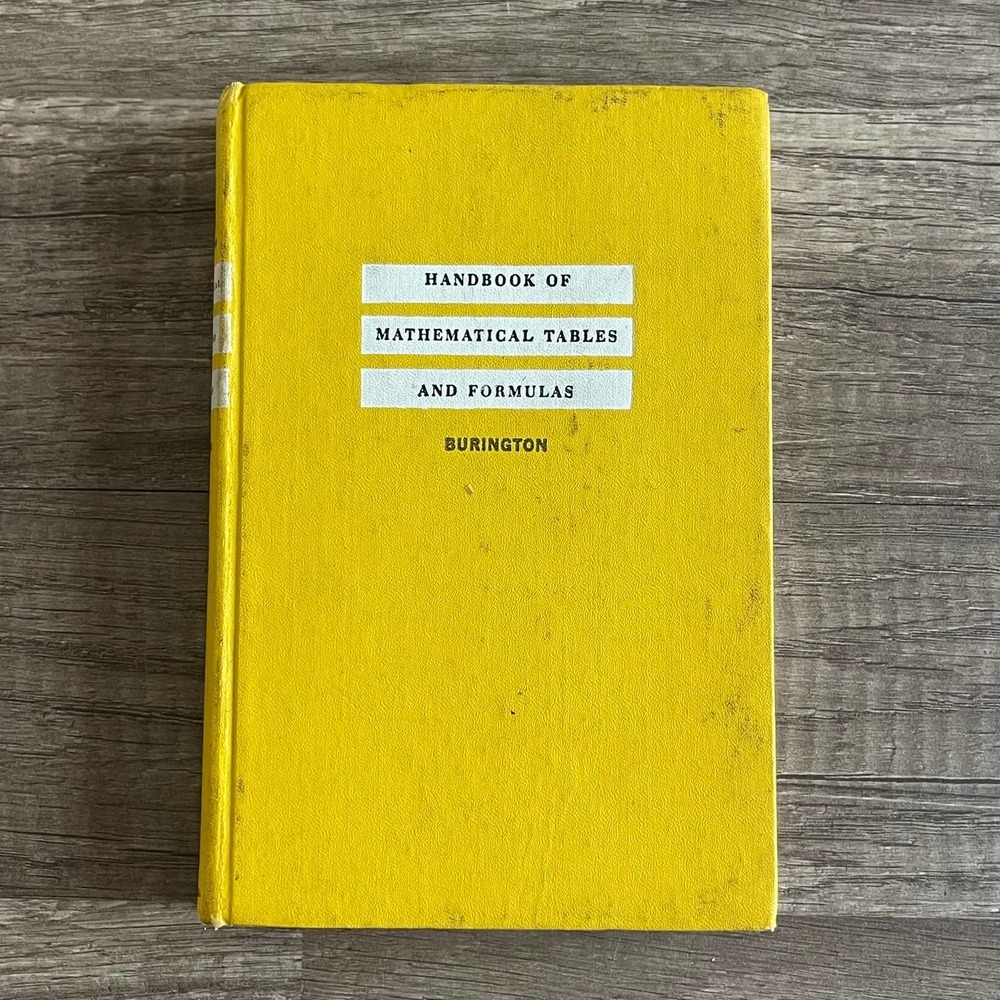 HANDBOOK OF
MATHEMATICAL TABLES
AND FORMULAS
BURINGTON